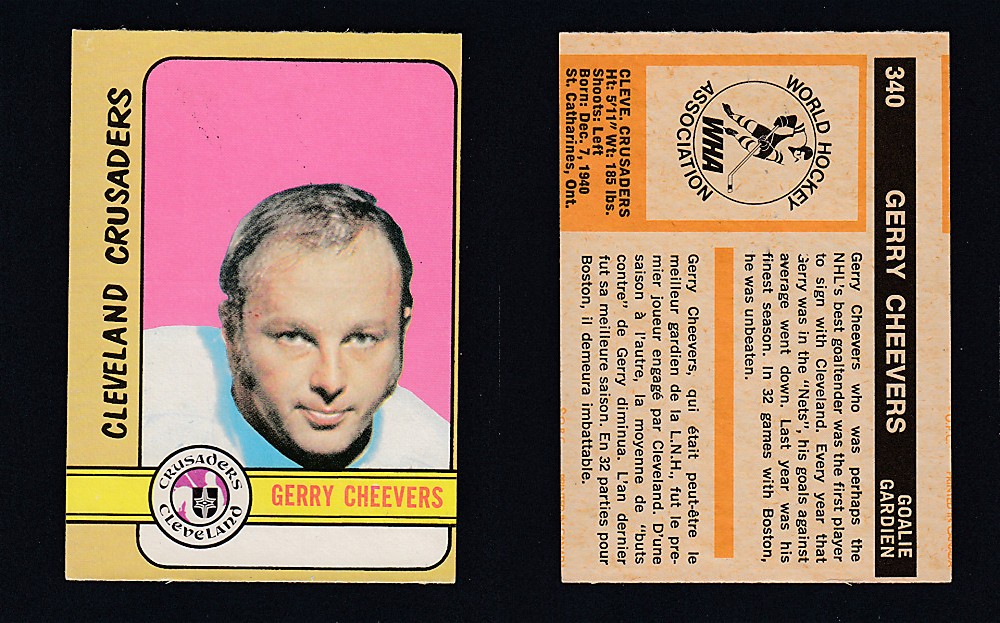 CLEVELAND CRUSADERS
CRUSADERS
CLEVELAND
GERRY CHEEVERS
340
GERRY CHEEVERS
GOALIE
GARDIEN
WORLD HOCKEY
ASSOCIATION
WHA
CLEVE. CRUSADERS
Ht: 5'11" Wt: 185 lbs.
Shoots: Left
Born: Dec. 7, 1940
St. Catharines, Ont.
Gerry Cheevers who was perhaps the
NHL's best goaltender was the first player
to sign with Cleveland. Every year that
Gerry was in the "Nets", his goals against
average went down. Last year was his
finest season. In 32 games with Boston,
he was unbeaten.
Gerry Cheevers, qui était peut-être le
meilleur gardien de la L.N.H., fut le pre-
mier joueur engagé par Cleveland. D'une
saison à l'autre, la moyenne de "buts
contre" de Gerry diminua. L'an dernier
fut sa meilleure saison. En 32 parties pour
Boston, il demeura imbattable.